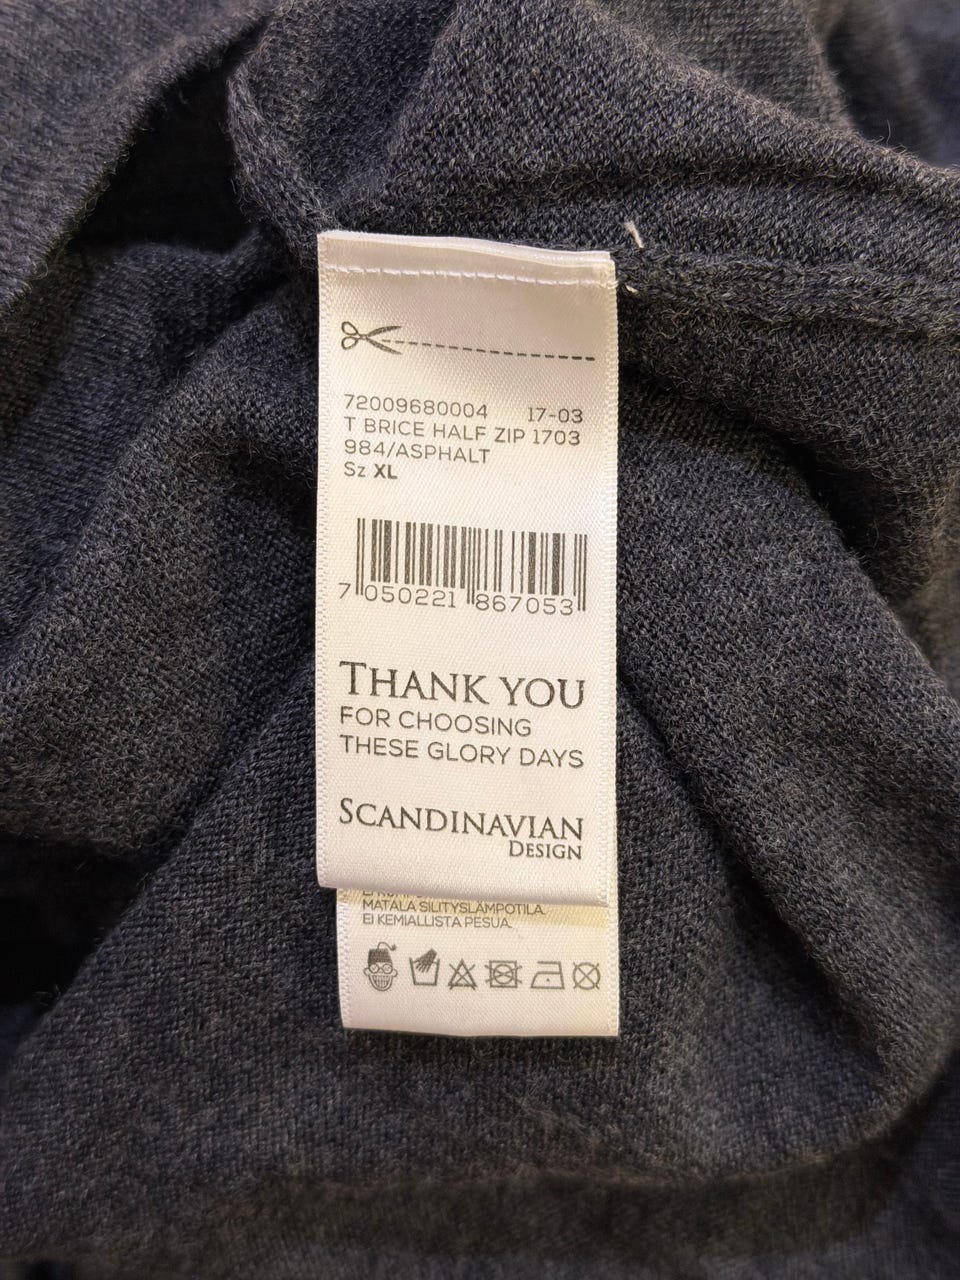 72009680004 17-03
T BRICE HALF ZIP 1703
984/ASPHALT
Sz XL
7 050221 867053
THANK YOU
FOR CHOOSING
THESE GLORY DAYS
SCANDINAVIAN
DESIGN
MATALA SILITYSLÄMPÖTILA.
EI KEMIALLISTA PESUA.